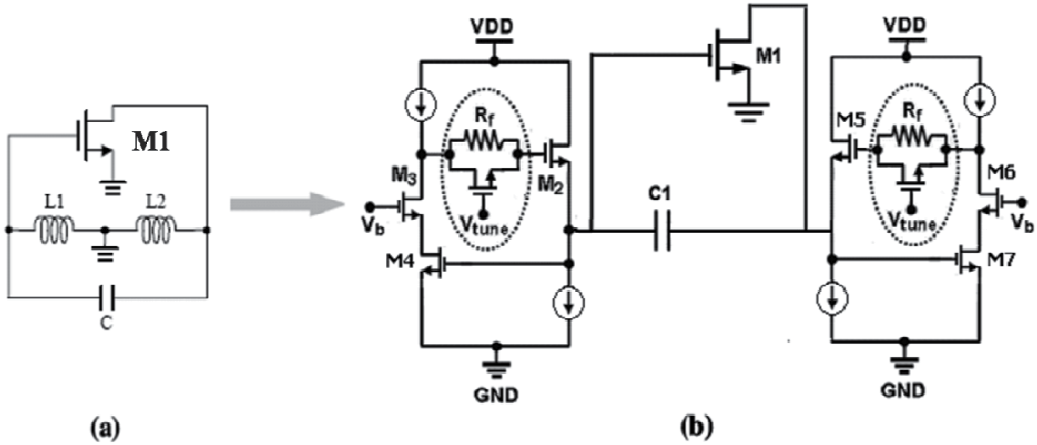 M1
L1
L2
C
(a)
VDD
Rf
M3
M2
Vb
Vtune
M4
GND
M1
C1
VDD
M5
Rf
M6
Vtune
Vb
M7
GND
(b)